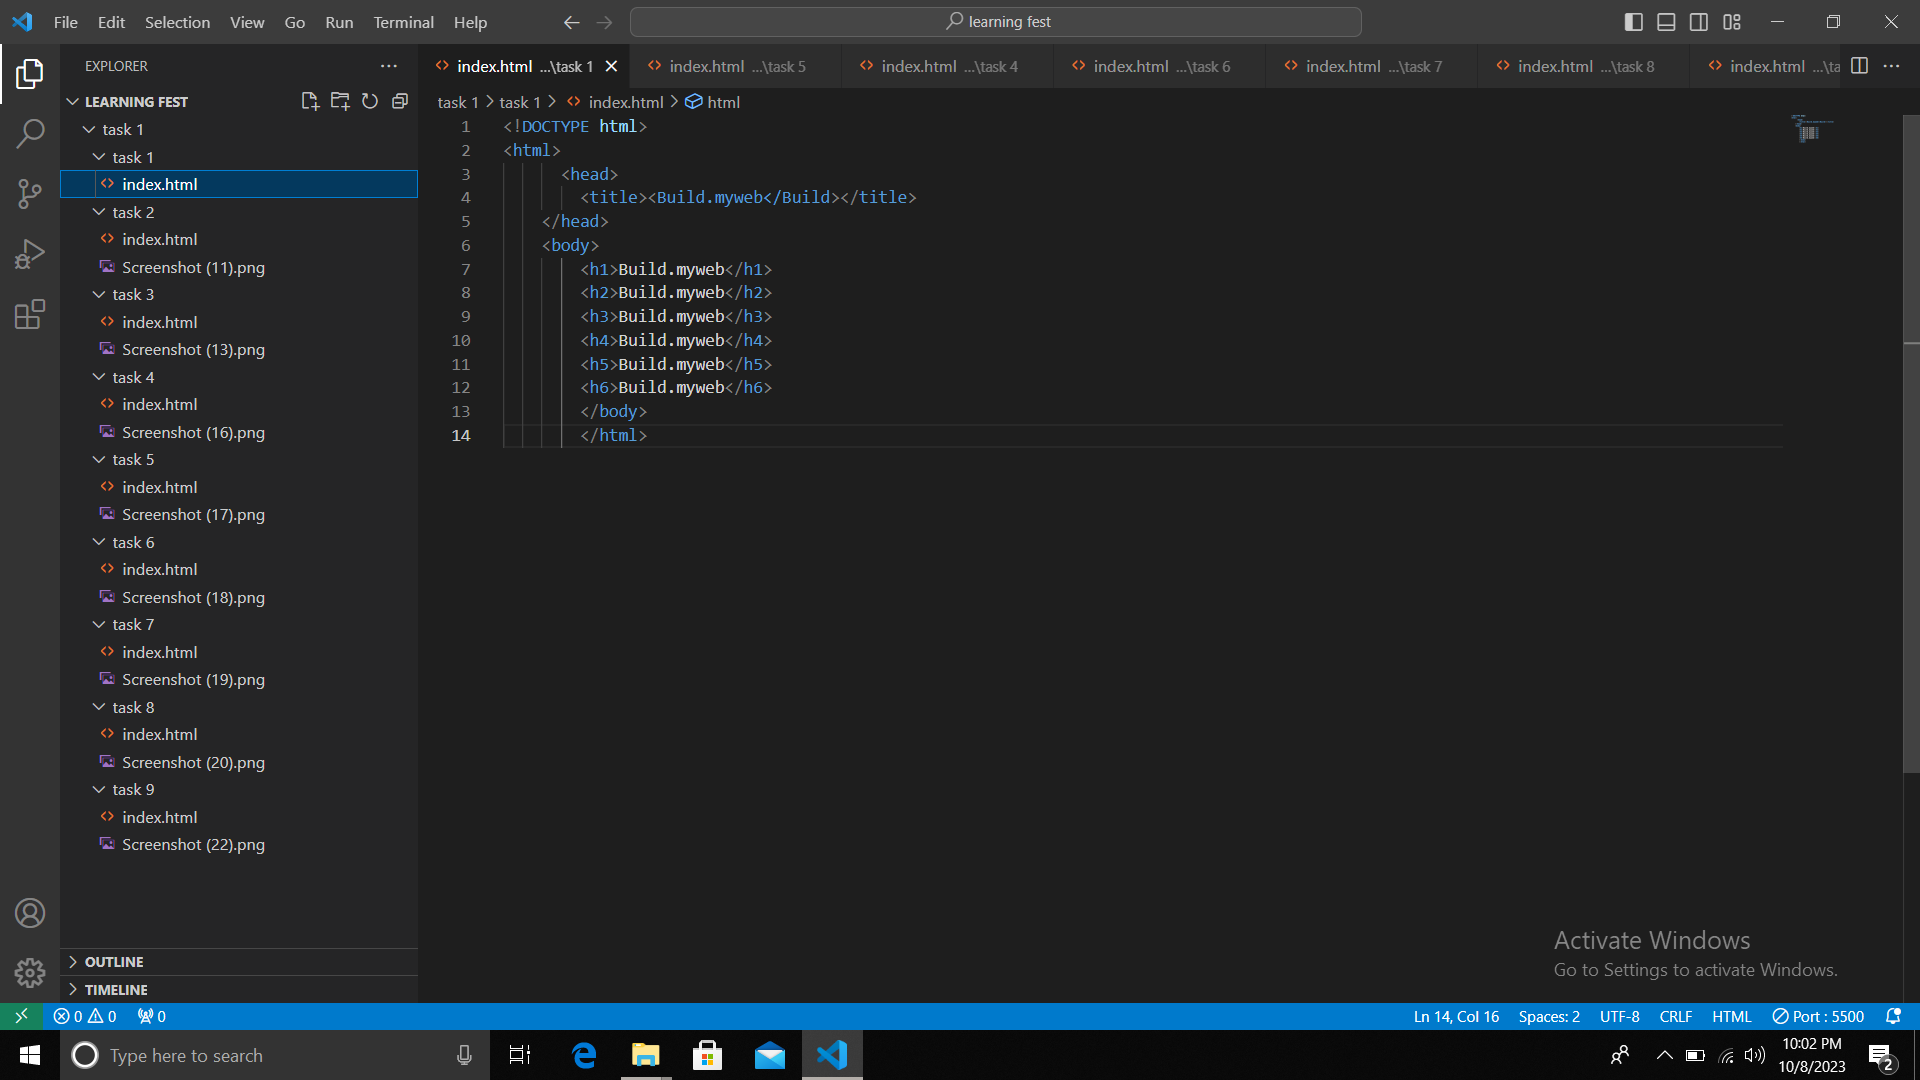 File Edit Selection View Go Run Terminal Help
learning fest
EXPLORER
LEARNING FEST
task 1
task 1
index.html
task 2
index.html
Screenshot (11).png
task 3
index.html
Screenshot (13).png
task 4
index.html
Screenshot (16).png
task 5
index.html
Screenshot (17).png
task 6
index.html
Screenshot (18).png
task 7
index.html
Screenshot (19).png
task 8
index.html
Screenshot (20).png
task 9
index.html
Screenshot (22).png
OUTLINE
TIMELINE
index.html ...\task 1 index.html ...\task 5 index.html ...\task 4 index.html ...\task 6 index.html ...\task 7 index.html ...\task 8 index.html ...\ta
task 1 > task 1 > index.html > html
1 <!DOCTYPE html>
2 <html>
3 <head>
4 <title><Build.myweb</Build></title>
5 </head>
6 <body>
7 <h1>Build.myweb</h1>
8 <h2>Build.myweb</h2>
9 <h3>Build.myweb</h3>
10 <h4>Build.myweb</h4>
11 <h5>Build.myweb</h5>
12 <h6>Build.myweb</h6>
13 </body>
14 </html>
Activate Windows
Go to Settings to activate Windows.
0 0 0 Ln 14, Col 16 Spaces: 2 UTF-8 CRLF HTML Port : 5500
Type here to search
10:02 PM
10/8/2023
2